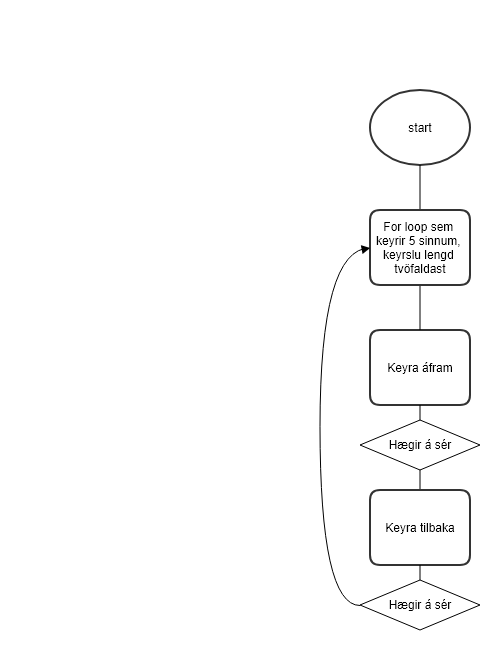 start
For loop sem
keyrir 5 sinnum,
keyrslu lengd
tvöfaldast
Keyra áfram
Hægir á sér
Keyra tilbaka
Hægir á sér